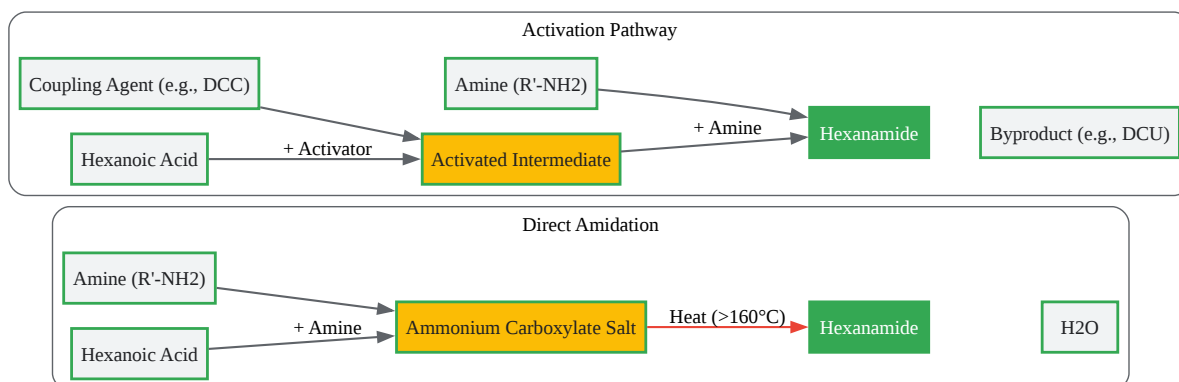 Activation Pathway
Coupling Agent (e.g., DCC)
Amine (R'-NH2)
+ Amine
Hexanamide
Byproduct (e.g., DCU)
Hexanoic Acid
+ Activator
Activated Intermediate
Direct Amidation
Amine (R'-NH2)
+ Amine
Ammonium Carboxylate Salt
Heat (>160°C)
Hexanamide
H2O
Hexanoic Acid